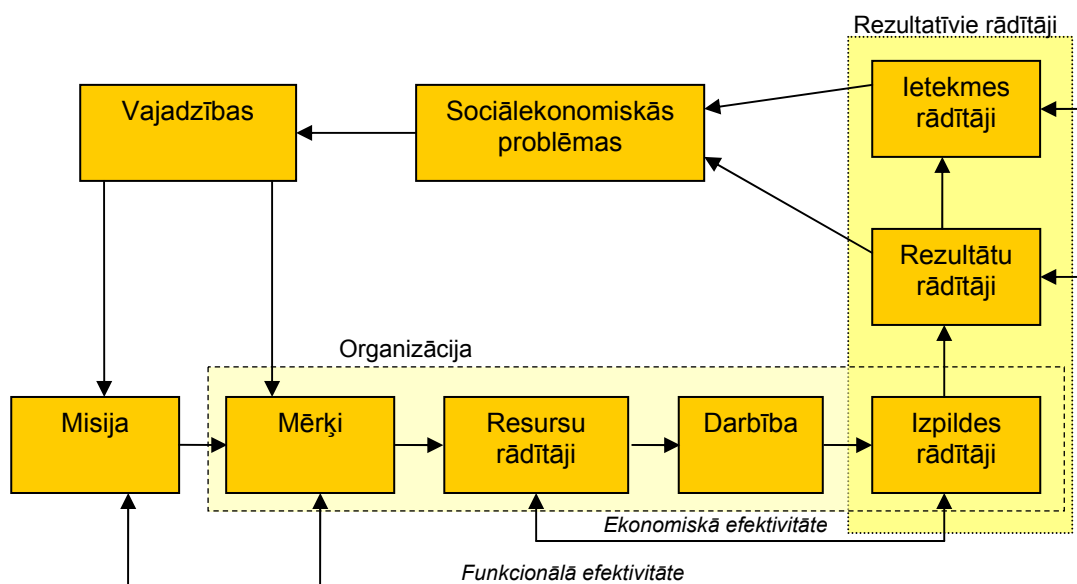 Rezultatīvie rādītāji
Ietekmes
rādītāji
Vajadzības
Sociālekonomiskās
problēmas
Rezultātu
rādītāji
Organizācija
Misija
Mērķi
Resursu
rādītāji
Darbība
Izpildes
rādītāji
Ekonomiskā efektivitāte
Funkcionālā efektivitāte